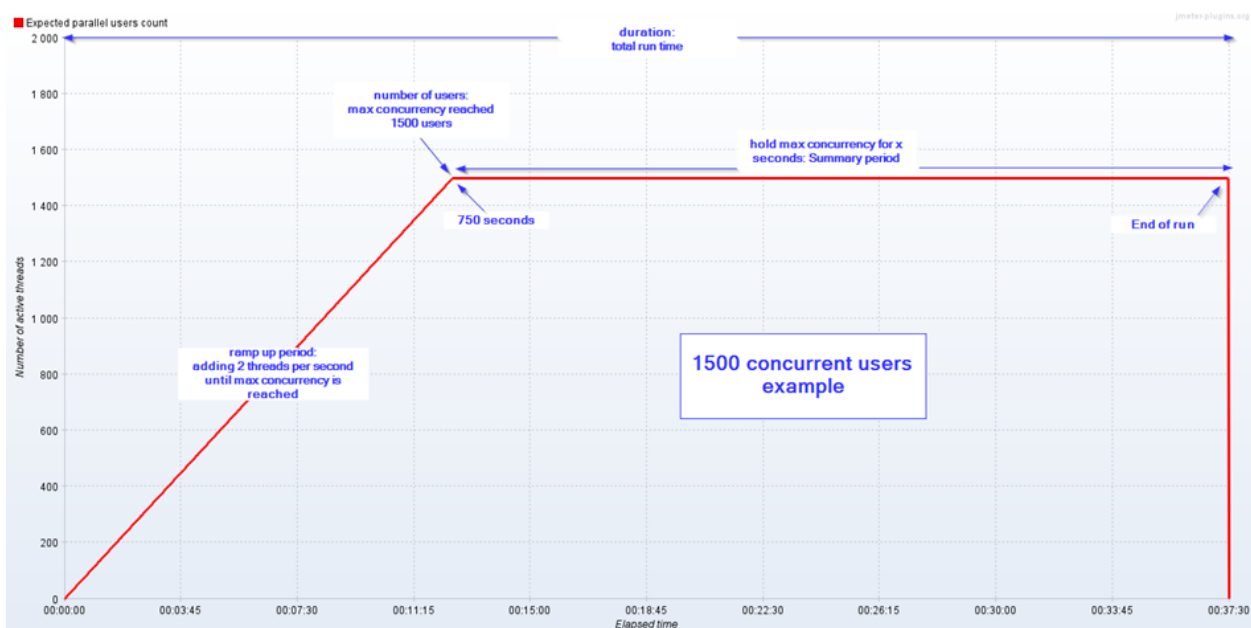 Expected parallel users count
jmeter-plugins.org
2 000
duration:
total run time
1 800
number of users:
max concurrency reached
1500 users
1 600
hold max concurrency for x
seconds: Summary period
1 400
750 seconds
End of run
1 200
1 000
Number of active threads
ramp up period:
adding 2 threads per second
until max concurrency is
reached
800
1500 concurrent users
example
600
400
200
0
00:00:00 00:03:45 00:07:30 00:11:15 00:15:00 00:18:45 00:22:30 00:26:15 00:30:00 00:33:45 00:37:30
Elapsed time